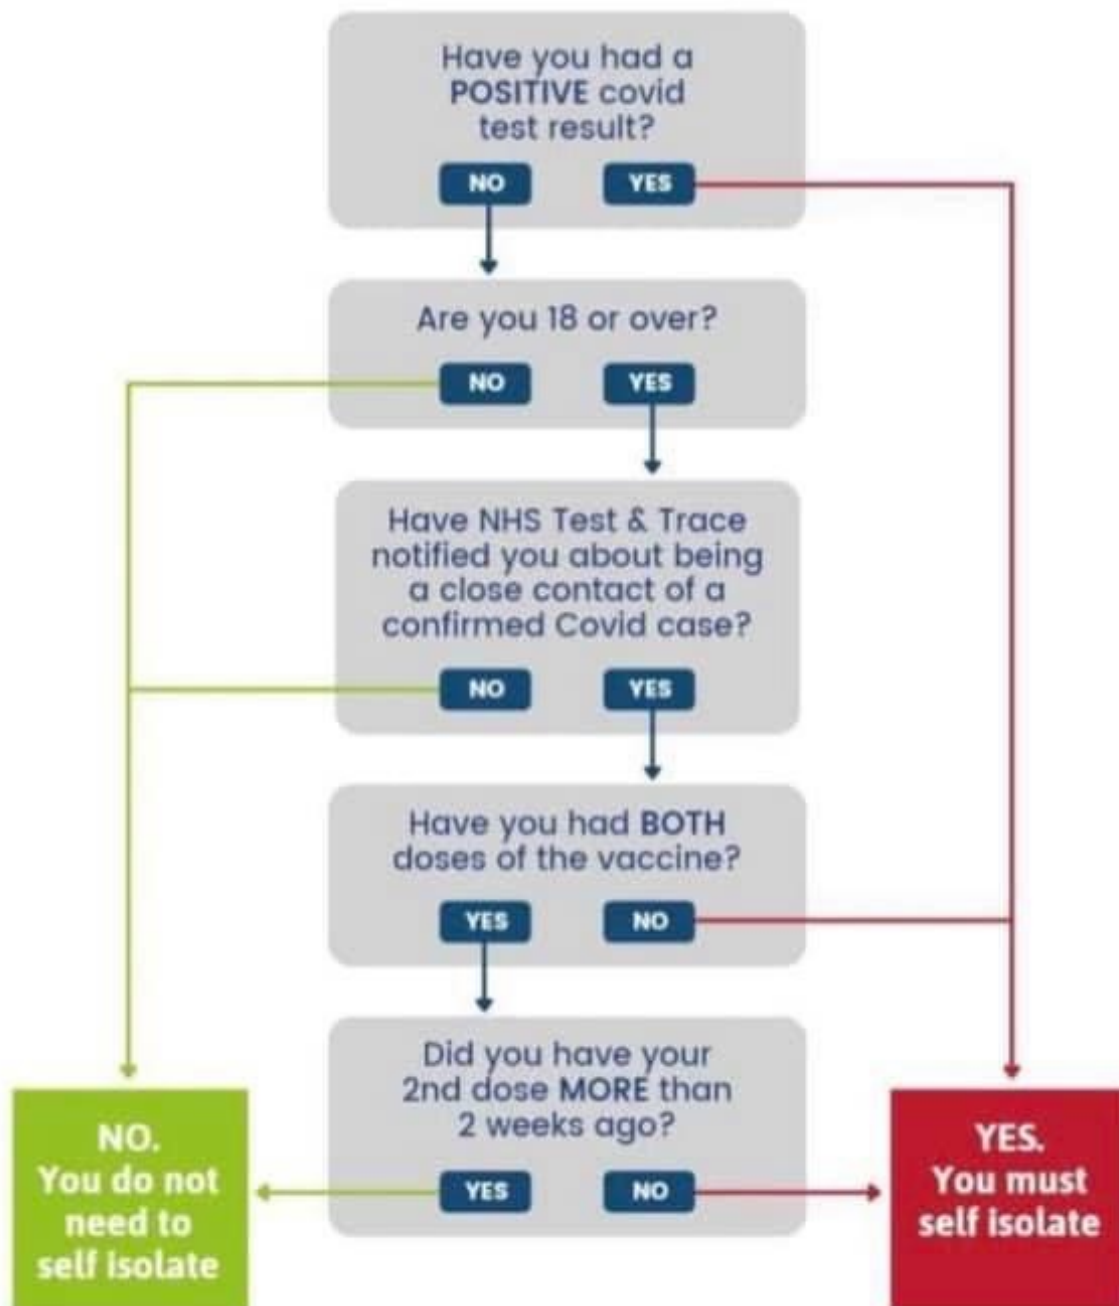 Have you had a
POSITIVE covid
test result?
NO YES
Are you 18 or over?
NO YES
Have NHS Test & Trace
notified you about being
a close contact of a
confirmed Covid case?
NO YES
Have you had BOTH
doses of the vaccine?
YES NO
Did you have your
2nd dose MORE than
2 weeks ago?
YES NO
NO.
You do not
need to
self isolate
YES.
You must
self isolate